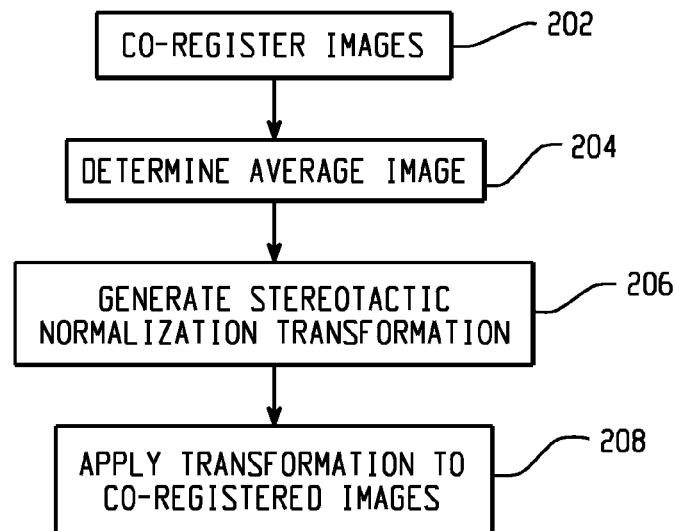 CO-REGISTER IMAGES
202
DETERMINE AVERAGE IMAGE
204
GENERATE STEREOTACTIC
NORMALIZATION TRANSFORMATION
206
APPLY TRANSFORMATION TO
CO-REGISTERED IMAGES
208